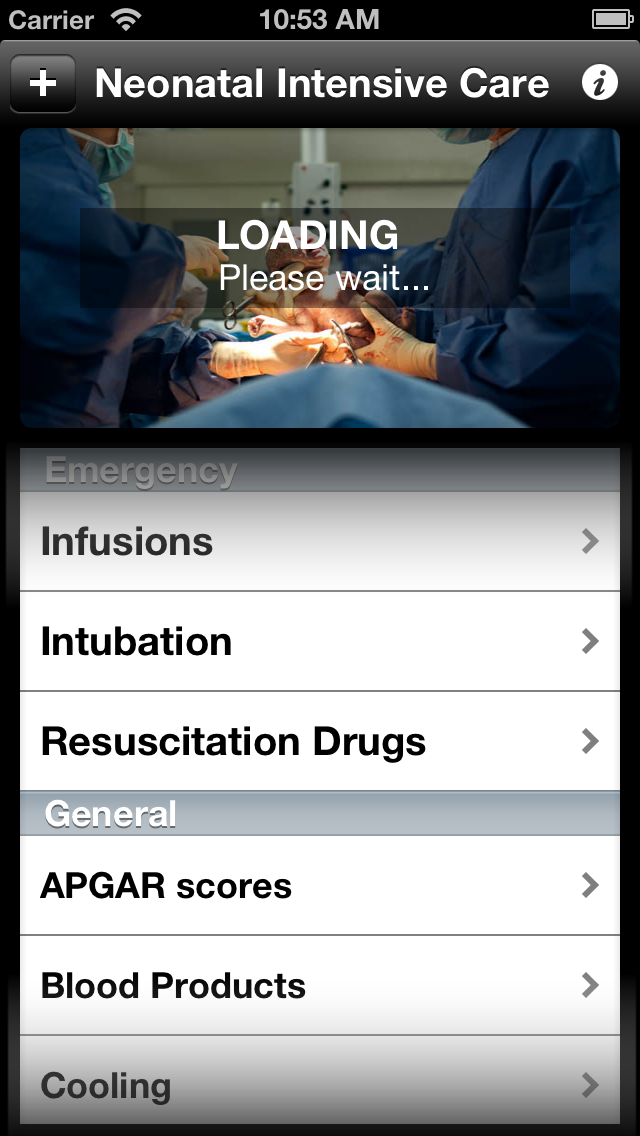 Carrier 10:53 AM
+ Neonatal Intensive Care i
LOADING
Please wait...
Emergency
Infusions
Intubation
Resuscitation Drugs
General
APGAR scores
Blood Products
Cooling